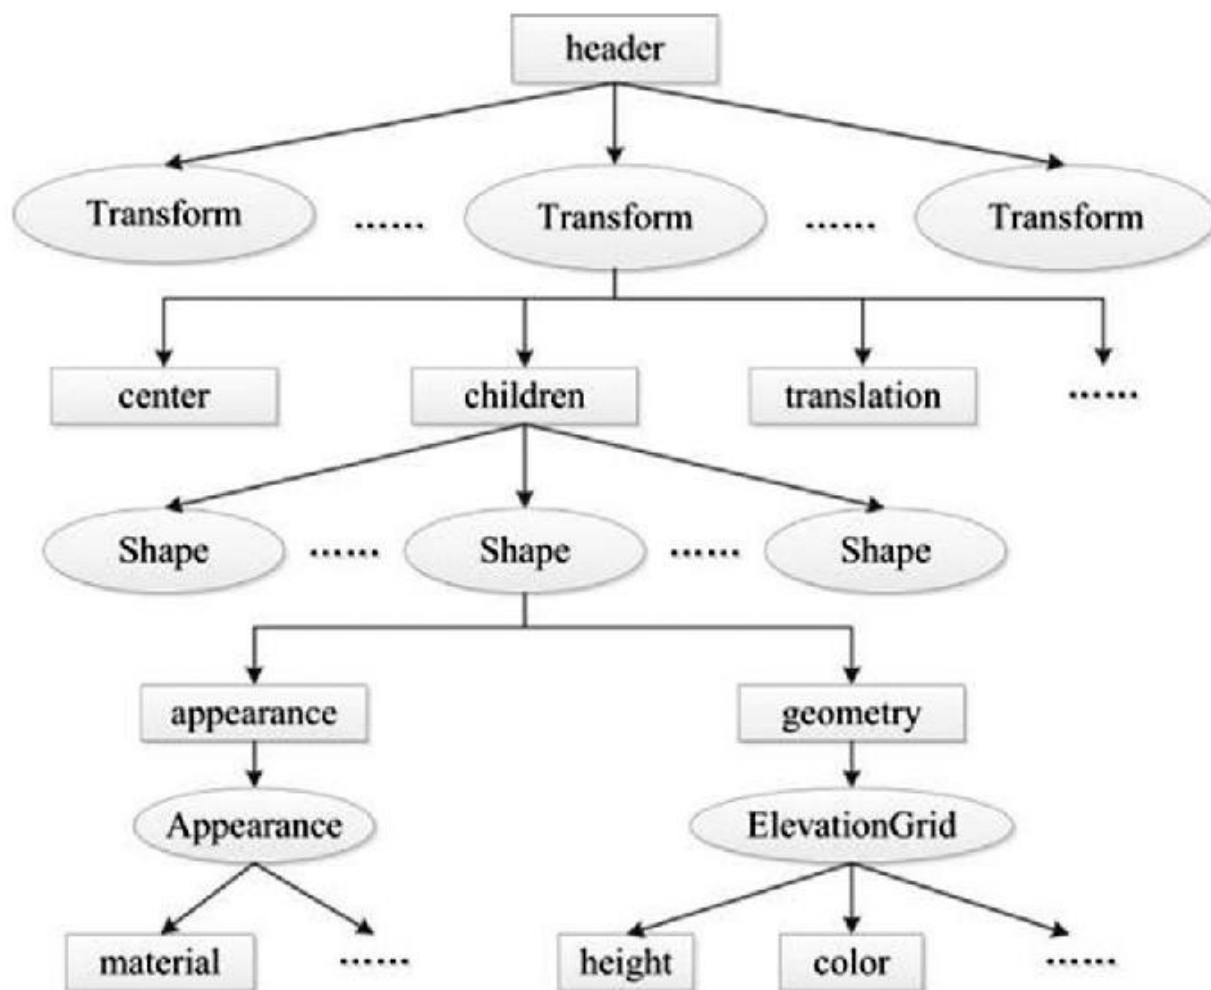 header
Transform ...... Transform ...... Transform
center children translation ......
Shape ...... Shape ...... Shape
appearance geometry
Appearance ElevationGrid
material ...... height color ......